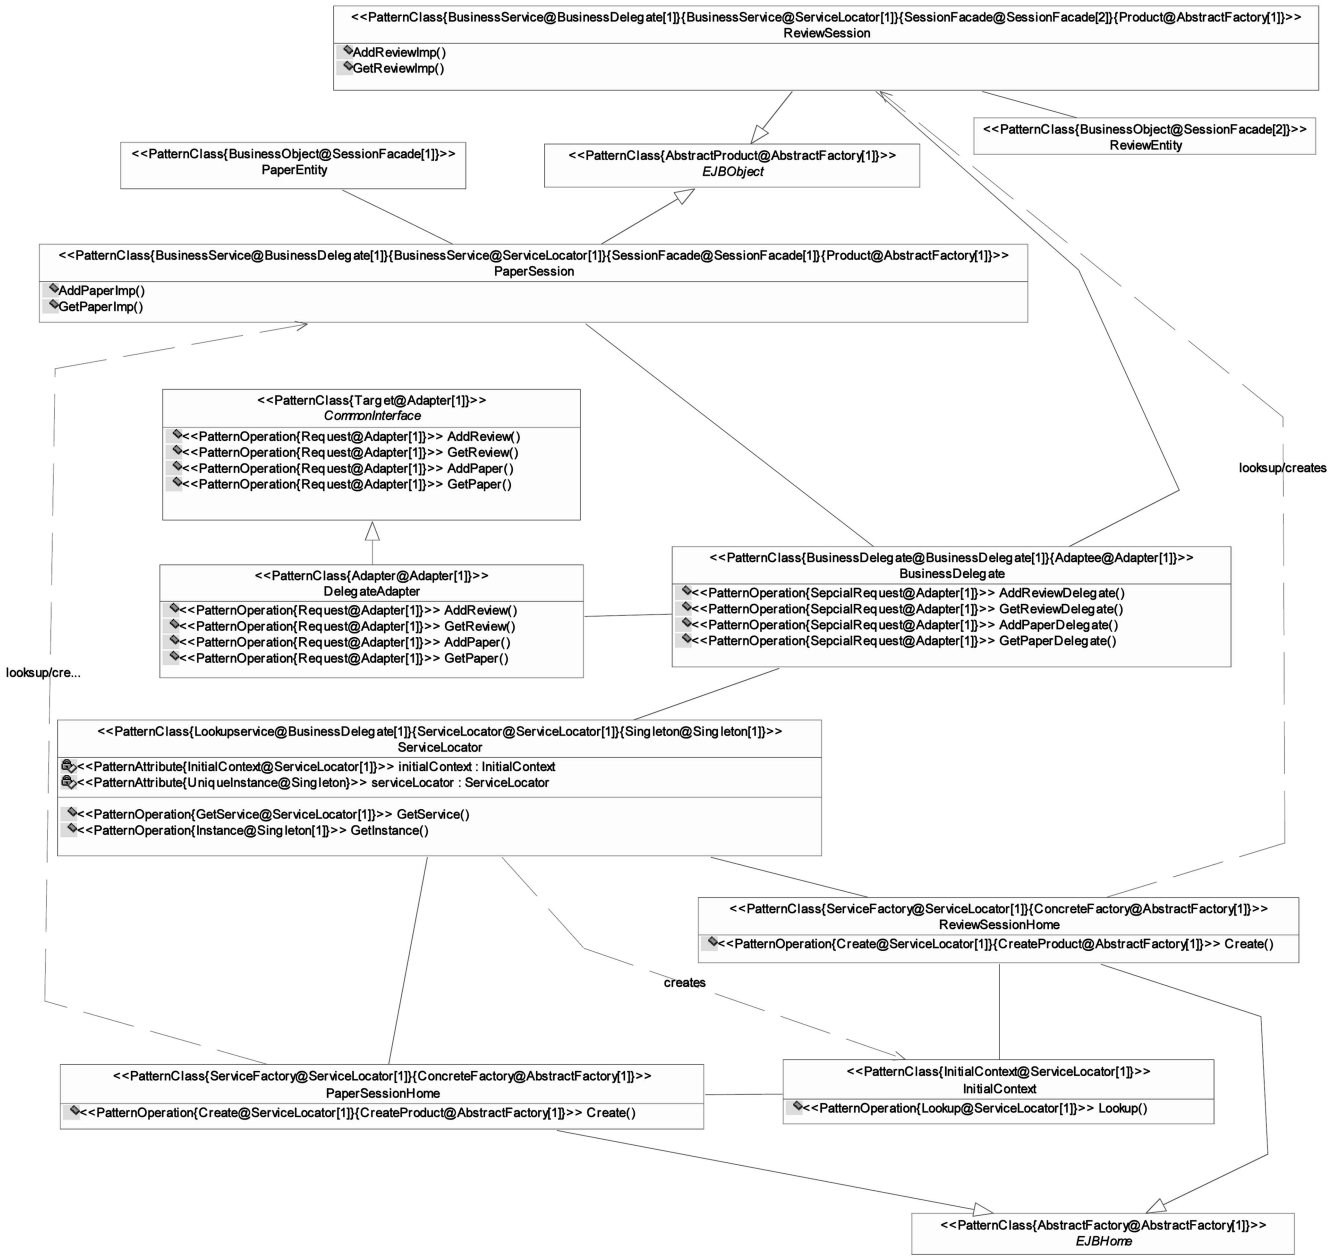 <<PatternClass{BusinessService@BusinessDelegate[1]}{BusinessService@ServiceLocator[1]}{SessionFacade@SessionFacade[2]}{Product@AbstractFactory[1]}>>
ReviewSession
AddReviewImp()
GetReviewImp()
<<PatternClass{BusinessObject@SessionFacade[2]}>>
ReviewEntity
<<PatternClass{BusinessObject@SessionFacade[1]}>>
PaperEntity
<<PatternClass{AbstractProduct@AbstractFactory[1]}>>
EJBObject
<<PatternClass{BusinessService@BusinessDelegate[1]}{BusinessService@ServiceLocator[1]}{SessionFacade@SessionFacade[1]}{Product@AbstractFactory[1]}>>
PaperSession
AddPaperImp()
GetPaperImp()
<<PatternClass{Target@Adapter[1]}>>
CommonInterface
<<PatternOperation{Request@Adapter[1]}>> AddReview()
<<PatternOperation{Request@Adapter[1]}>> GetReview()
<<PatternOperation{Request@Adapter[1]}>> AddPaper()
<<PatternOperation{Request@Adapter[1]}>> GetPaper()
looksup/creates
<<PatternClass{Adapter@Adapter[1]}>>
DelegateAdapter
<<PatternOperation{Request@Adapter[1]}>> AddReview()
<<PatternOperation{Request@Adapter[1]}>> GetReview()
<<PatternOperation{Request@Adapter[1]}>> AddPaper()
<<PatternOperation{Request@Adapter[1]}>> GetPaper()
<<PatternClass{BusinessDelegate@BusinessDelegate[1]}{Adaptee@Adapter[1]}>>
BusinessDelegate
<<PatternOperation{SepcialRequest@Adapter[1]}>> AddReviewDelegate()
<<PatternOperation{SepcialRequest@Adapter[1]}>> GetReviewDelegate()
<<PatternOperation{SepcialRequest@Adapter[1]}>> AddPaperDelegate()
<<PatternOperation{SepcialRequest@Adapter[1]}>> GetPaperDelegate()
looksup/cre...
<<PatternClass{Lookupservice@BusinessDelegate[1]}{ServiceLocator@ServiceLocator[1]}{Singleton@Singleton[1]}>>
ServiceLocator
<<PatternAttribute{InitialContext@ServiceLocator[1]}>> initialContext : InitialContext
<<PatternAttribute{UniqueInstance@Singleton}>> serviceLocator : ServiceLocator
<<PatternOperation{GetService@ServiceLocator[1]}>> GetService()
<<PatternOperation{Instance@Singleton[1]}>> GetInstance()
<<PatternClass{ServiceFactory@ServiceLocator[1]}{ConcreteFactory@AbstractFactory[1]}>>
ReviewSessionHome
<<PatternOperation{Create@ServiceLocator[1]}{CreateProduct@AbstractFactory[1]}>> Create()
creates
<<PatternClass{ServiceFactory@ServiceLocator[1]}{ConcreteFactory@AbstractFactory[1]}>>
PaperSessionHome
<<PatternOperation{Create@ServiceLocator[1]}{CreateProduct@AbstractFactory[1]}>> Create()
<<PatternClass{InitialContext@ServiceLocator[1]}>>
InitialContext
<<PatternOperation{Lookup@ServiceLocator[1]}>> Lookup()
<<PatternClass{AbstractFactory@AbstractFactory[1]}>>
EJBHome